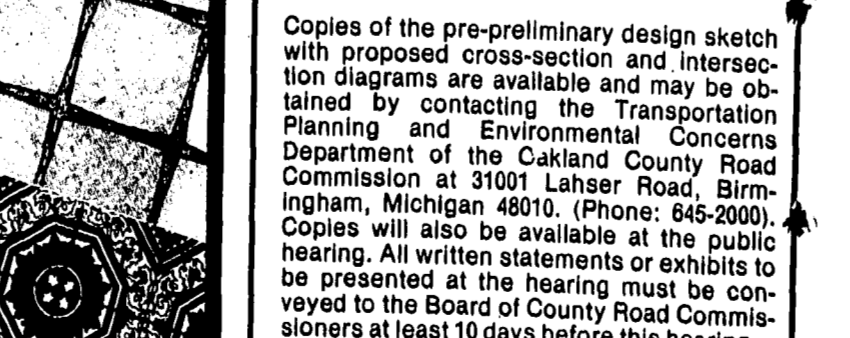 Copies of the pre-preliminary design sketch
with proposed cross-section and intersec-
tion diagrams are available and may be ob-
tained by contacting the Transportation
Planning and Environmental Concerns
Department of the Oakland County Road
Commission at 31001 Lahser Road, Birm-
ingham, Michigan 48010. (Phone: 645-2000).
Copies will also be available at the public
hearing. All written statements or exhibits to
be presented at the hearing must be con-
veyed to the Board of County Road Commis-
sioners at least 10 days before this hearing